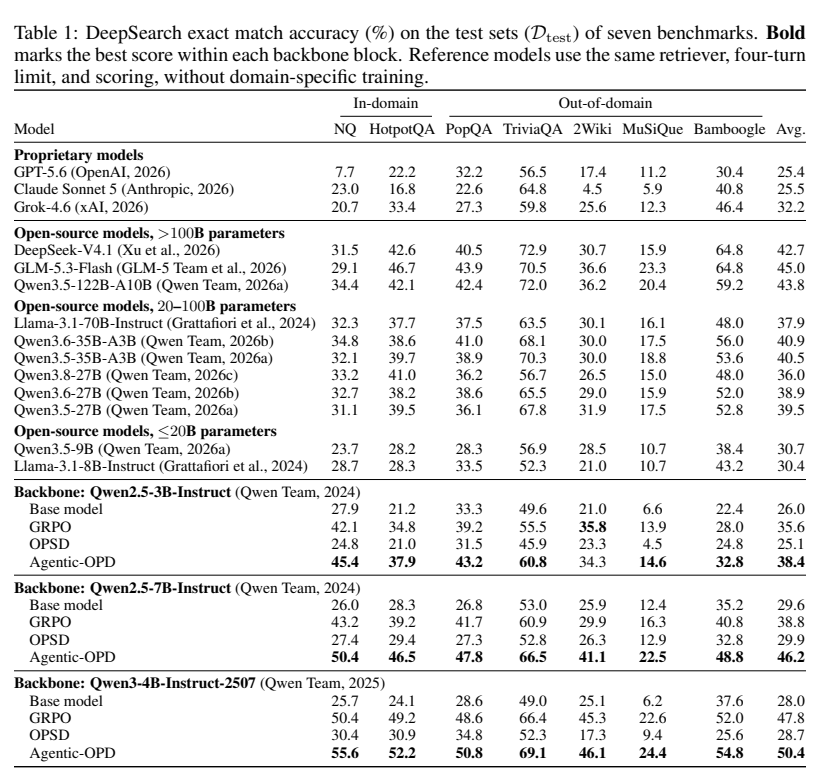 Table 1: DeepSearch exact match accuracy (%) on the test sets (𝒟test) of seven benchmarks. Bold
marks the best score within each backbone block. Reference models use the same retriever, four-turn
limit, and scoring, without domain-specific training.
In-domain Out-of-domain
Model NQ HotpotQA PopQA TriviaQA 2Wiki MuSiQue Bamboogle Avg.
Proprietary models
GPT-5.6 (OpenAI, 2026) 7.7 22.2 32.2 56.5 17.4 11.2 30.4 25.4
Claude Sonnet 5 (Anthropic, 2026) 23.0 16.8 22.6 64.8 4.5 5.9 40.8 25.5
Grok-4.6 (xAI, 2026) 20.7 33.4 27.3 59.8 25.6 12.3 46.4 32.2
Open-source models, >100B parameters
DeepSeek-V4.1 (Xu et al., 2026) 31.5 42.6 40.5 72.9 30.7 15.9 64.8 42.7
GLM-5.3-Flash (GLM-5 Team et al., 2026) 29.1 46.7 43.9 70.5 36.6 23.3 64.8 45.0
Qwen3.5-122B-A10B (Qwen Team, 2026a) 34.4 42.1 42.4 72.0 36.2 20.4 59.2 43.8
Open-source models, 20–100B parameters
Llama-3.1-70B-Instruct (Grattafiori et al., 2024) 32.3 37.7 37.5 63.5 30.1 16.1 48.0 37.9
Qwen3.6-35B-A3B (Qwen Team, 2026b) 34.8 38.6 41.0 68.1 30.0 17.5 56.0 40.9
Qwen3.5-35B-A3B (Qwen Team, 2026a) 32.1 39.7 38.9 70.3 30.0 18.8 53.6 40.5
Qwen3.8-27B (Qwen Team, 2026c) 33.2 41.0 36.2 56.7 26.5 15.0 48.0 36.0
Qwen3.6-27B (Qwen Team, 2026b) 32.7 38.2 38.6 65.5 29.0 15.9 52.0 38.9
Qwen3.5-27B (Qwen Team, 2026a) 31.1 39.5 36.1 67.8 31.9 17.5 52.8 39.5
Open-source models, ≤20B parameters
Qwen3.5-9B (Qwen Team, 2026a) 23.7 28.2 28.3 56.9 28.5 10.7 38.4 30.7
Llama-3.1-8B-Instruct (Grattafiori et al., 2024) 28.7 28.3 33.5 52.3 21.0 10.7 43.2 30.4
Backbone: Qwen2.5-3B-Instruct (Qwen Team, 2024)
Base model 27.9 21.2 33.3 49.6 21.0 6.6 22.4 26.0
GRPO 42.1 34.8 39.2 55.5 35.8 13.9 28.0 35.6
OPSD 24.8 21.0 31.5 45.9 23.3 4.5 24.8 25.1
Agentic-OPD 45.4 37.9 43.2 60.8 34.3 14.6 32.8 38.4
Backbone: Qwen2.5-7B-Instruct (Qwen Team, 2024)
Base model 26.0 28.3 26.8 53.0 25.9 12.4 35.2 29.6
GRPO 43.2 39.2 41.7 60.9 29.9 16.3 40.8 38.8
OPSD 27.4 29.4 27.3 52.8 26.3 12.9 32.8 29.9
Agentic-OPD 50.4 46.5 47.8 66.5 41.1 22.5 48.8 46.2
Backbone: Qwen3-4B-Instruct-2507 (Qwen Team, 2025)
Base model 25.7 24.1 28.6 49.0 25.1 6.2 37.6 28.0
GRPO 50.4 49.2 48.6 66.4 45.3 22.6 52.0 47.8
OPSD 30.4 30.9 34.8 52.3 17.3 9.4 25.6 28.7
Agentic-OPD 55.6 52.2 50.8 69.1 46.1 24.4 54.8 50.4